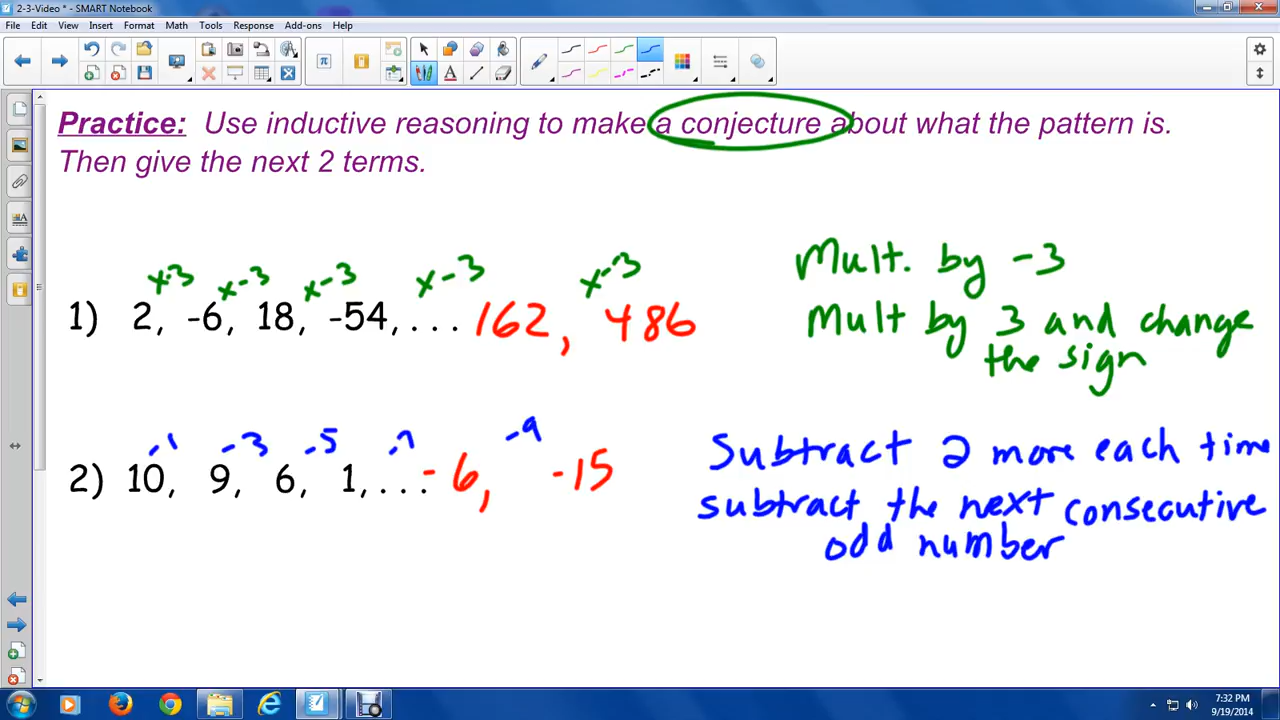 2-3-Video * - SMART Notebook
File Edit View Insert Format Math Tools Response Add-ons Help
Practice: Use inductive reasoning to make a conjecture about what the pattern is.
Then give the next 2 terms.
x-3 x-3 x-3 x-3 x-3
1) 2, -6, 18, -54, . . . 162, 486
Mult. by -3
Mult by 3 and change
the sign
-1 -3 -5 -7 -9
2) 10, 9, 6, 1, . . . -6, -15
Subtract 2 more each time
subtract the next consecutive
odd number
7:32 PM
9/19/2014